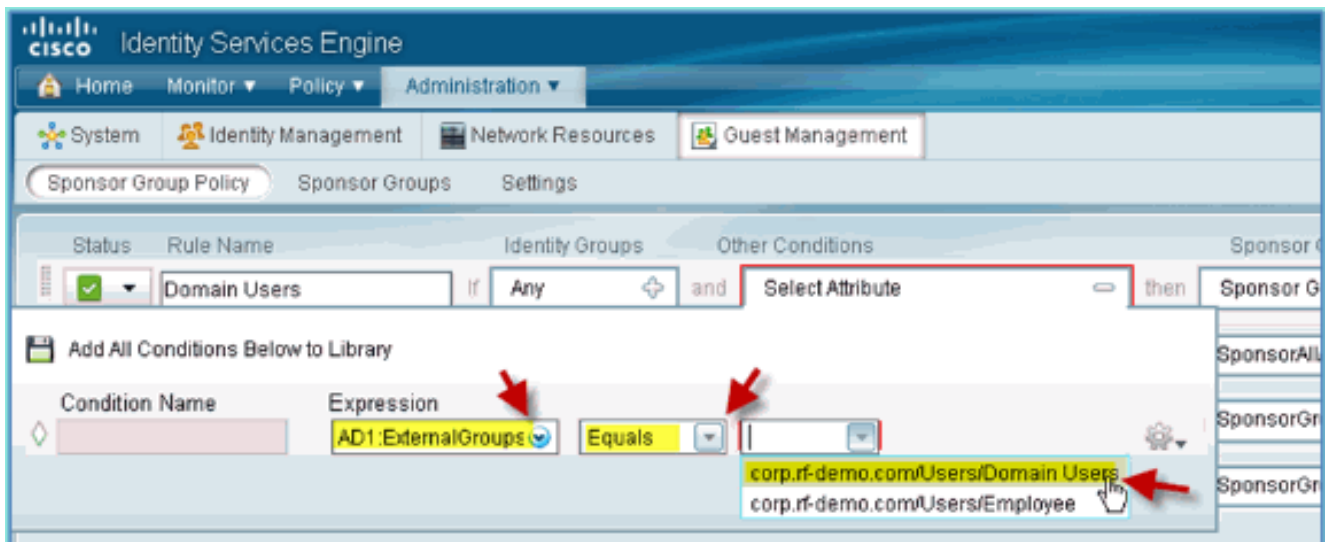 CISCO Identity Services Engine
Home Monitor Policy Administration
System Identity Management Network Resources Guest Management
Sponsor Group Policy Sponsor Groups Settings
Status Rule Name Identity Groups Other Conditions Sponsor
Domain Users If Any and Select Attribute then Sponsor G
Add All Conditions Below to Library
SponsorAll
Condition Name Expression
SponsorGr
AD1:ExternalGroups Equals
corp.rf-demo.com/Users/Domain Users
SponsorGr
corp.rf-demo.com/Users/Employee